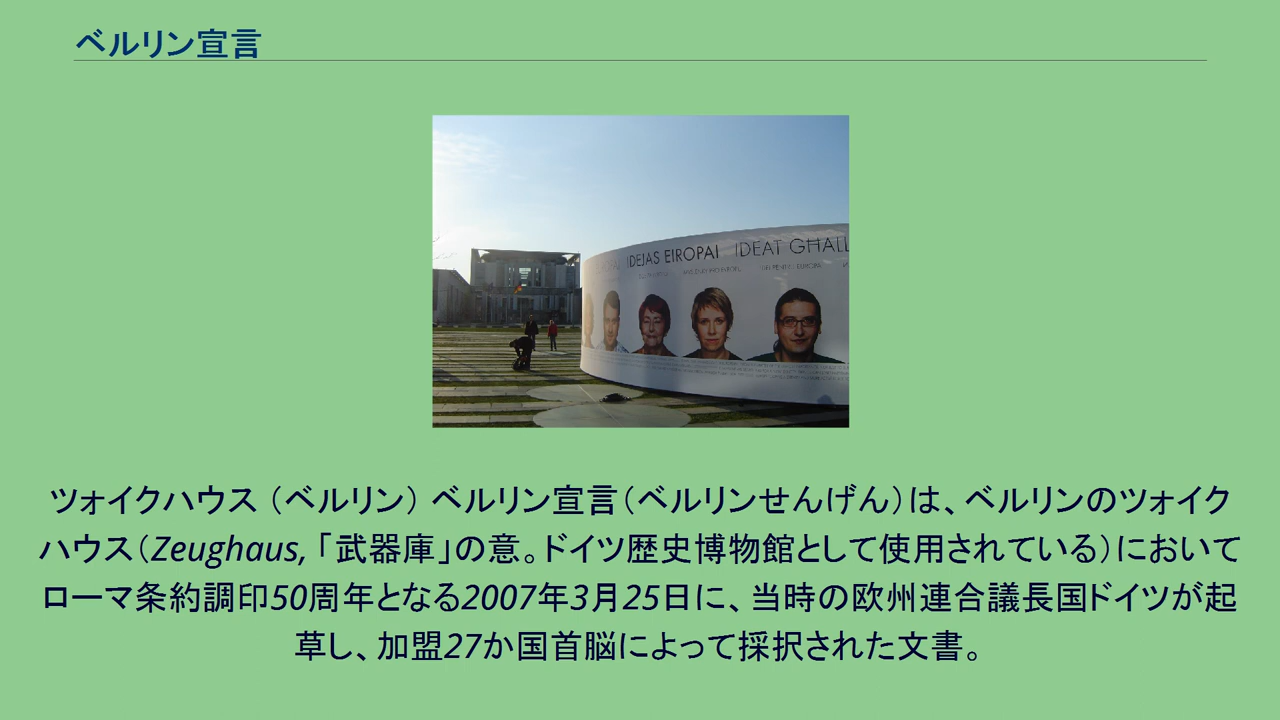 ベルリン宣言
IDEJAS EIROPAI IDEAT GHALL
ツォイクハウス（ベルリン） ベルリン宣言（ベルリンせんげん）は、ベルリンのツォイク
ハウス（Zeughaus, 「武器庫」の意。ドイツ歴史博物館として使用されている）において
ローマ条約調印50周年となる2007年3月25日に、当時の欧州連合議長国ドイツが起
草し、加盟27か国首脳によって採択された文書。